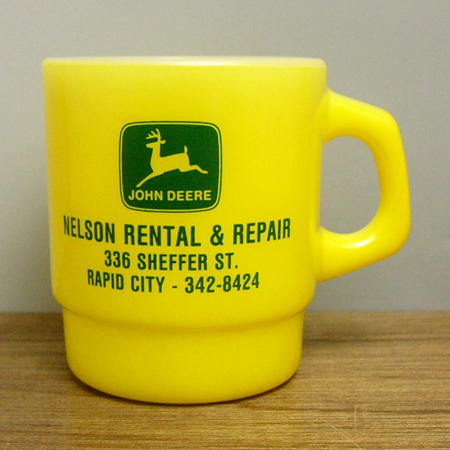 JOHN DEERE
NELSON RENTAL & REPAIR
336 SHEFFER ST.
RAPID CITY - 342-8424